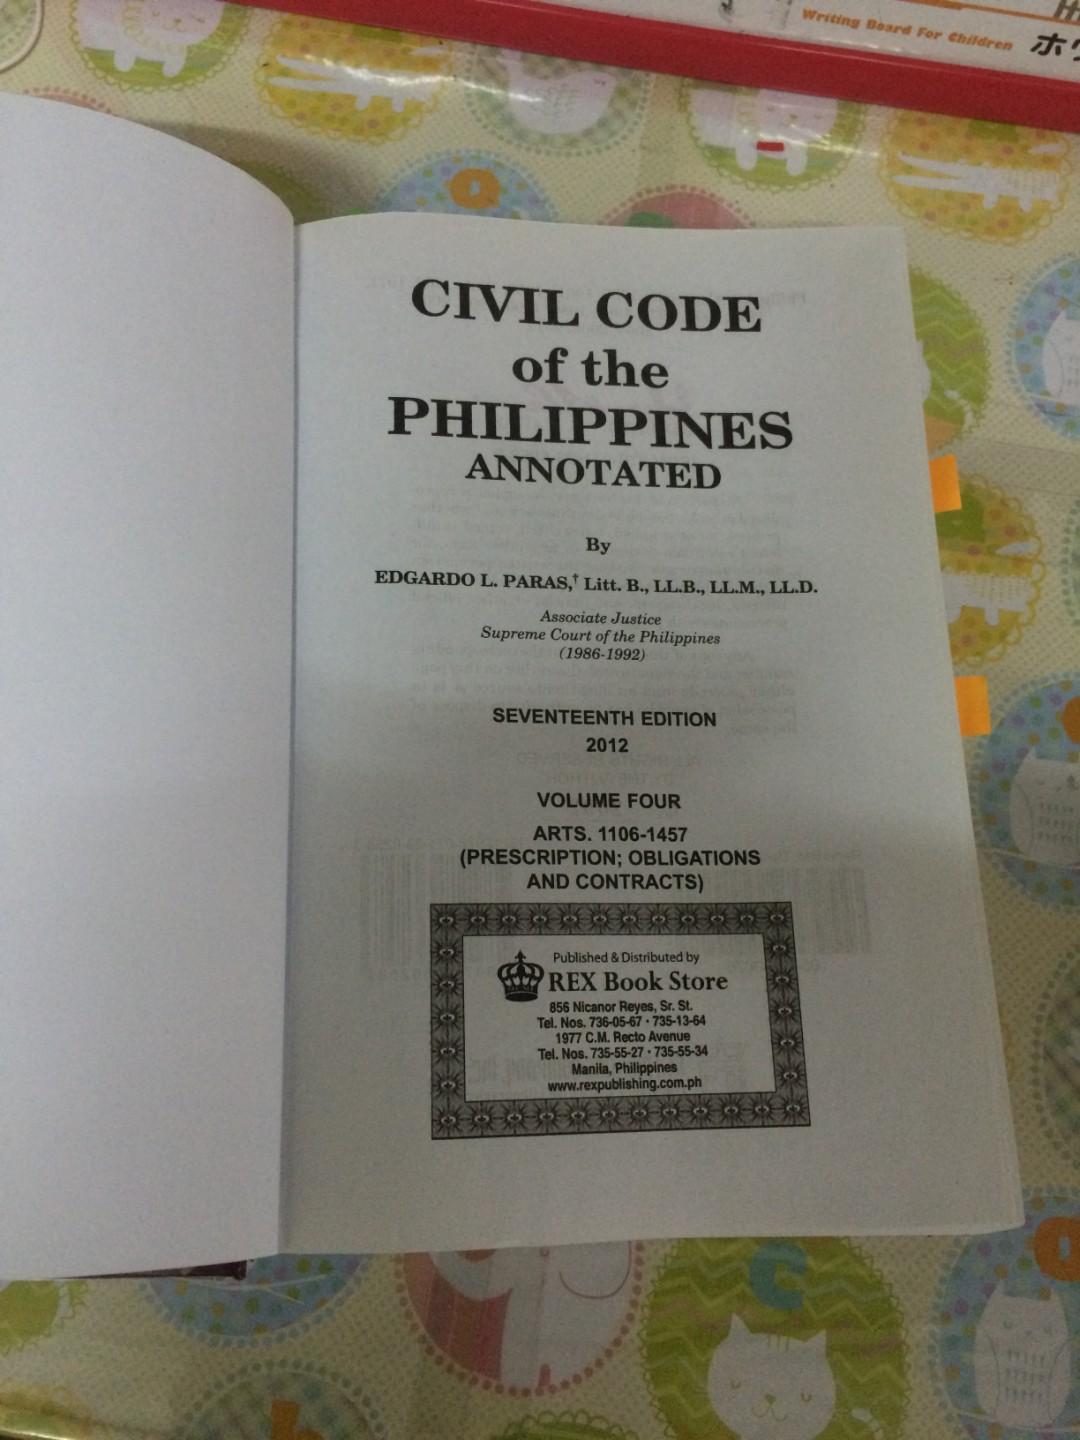 Writing Board For Children
CIVIL CODE
of the
PHILIPPINES
ANNOTATED
By
EDGARDO L. PARAS,† Litt. B., LL.B., LL.M., LL.D.
Associate Justice
Supreme Court of the Philippines
(1986-1992)
SEVENTEENTH EDITION
2012
VOLUME FOUR
ARTS. 1106-1457
(PRESCRIPTION; OBLIGATIONS
AND CONTRACTS)
Published & Distributed by
REX Book Store
856 Nicanor Reyes, Sr. St.
Tel. Nos. 736-05-67 • 735-13-64
1977 C.M. Recto Avenue
Tel. Nos. 735-55-27 • 735-55-34
Manila, Philippines
www.rexpublishing.com.ph